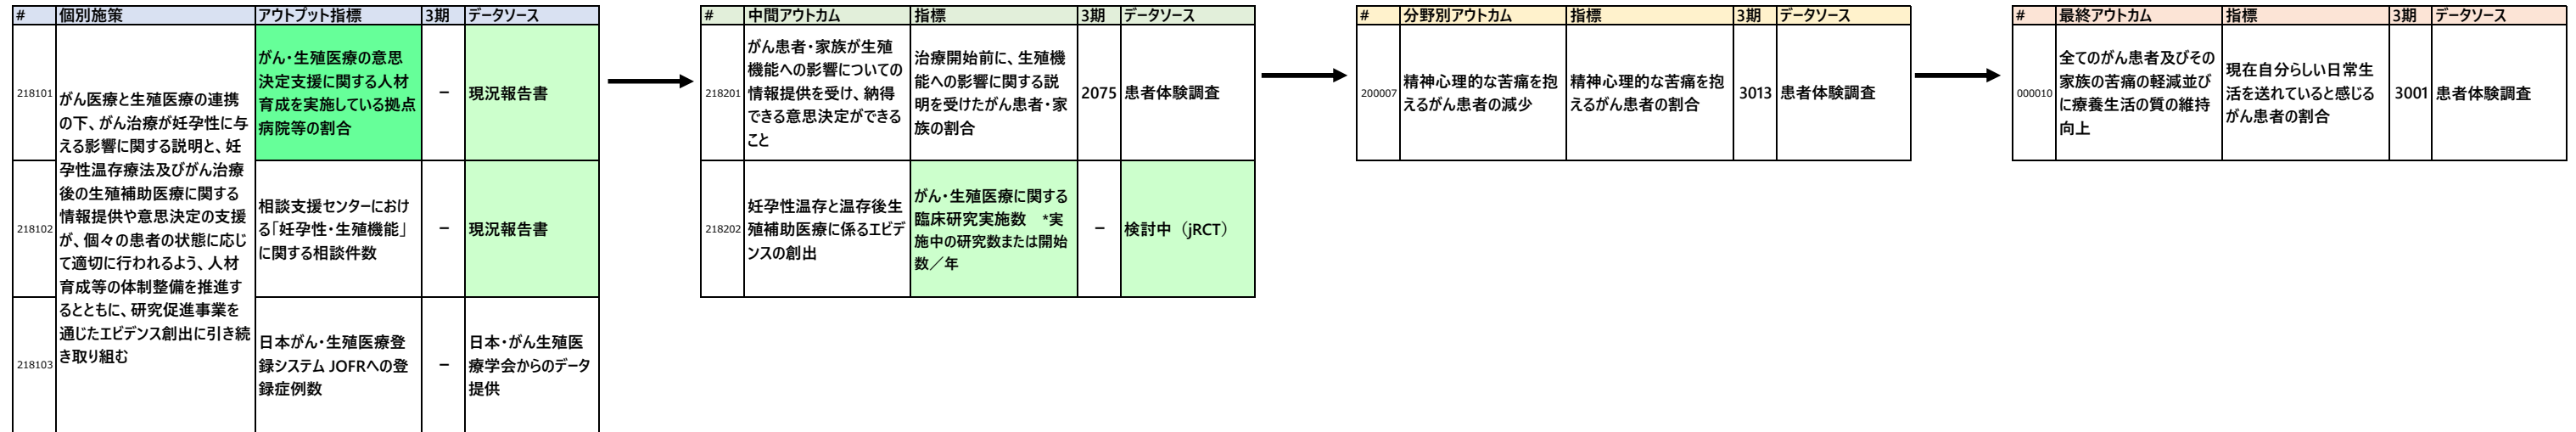 # 個別施策 アウトプット指標 3期 データソース
218101
がん医療と生殖医療の連携
の下、がん治療が妊孕性に与
える影響に関する説明と、妊
孕性温存療法及びがん治療
後の生殖補助医療に関する
情報提供や意思決定の支援
が、個々の患者の状態に応じ
て適切に行われるよう、人材
育成等の体制整備を推進す
るとともに、研究促進事業を
通じたエビデンス創出に引き続
き取り組む
がん・生殖医療の意思
決定支援に関する人材
育成を実施している拠点
病院等の割合
－
現況報告書
218102
相談支援センターにおけ
る「妊孕性・生殖機能」
に関する相談件数
－
現況報告書
218103
日本がん・生殖医療登
録システム JOFRへの登
録症例数
－
日本・がん生殖医
療学会からのデータ
提供
# 中間アウトカム 指標 3期 データソース
218201
がん患者・家族が生殖
機能への影響についての
情報提供を受け、納得
できる意思決定ができる
こと
治療開始前に、生殖機
能への影響に関する説
明を受けたがん患者・家
族の割合
2075
患者体験調査
218202
妊孕性温存と温存後生
殖補助医療に係るエビデ
ンスの創出
がん・生殖医療に関する
臨床研究実施数　*実
施中の研究数または開始
数／年
－
検討中（jRCT）
# 分野別アウトカム 指標 3期 データソース
200007
精神心理的な苦痛を抱
えるがん患者の減少
精神心理的な苦痛を抱
えるがん患者の割合
3013
患者体験調査
# 最終アウトカム 指標 3期 データソース
000010
全てのがん患者及びその
家族の苦痛の軽減並び
に療養生活の質の維持
向上
現在自分らしい日常生
活を送れていると感じる
がん患者の割合
3001
患者体験調査